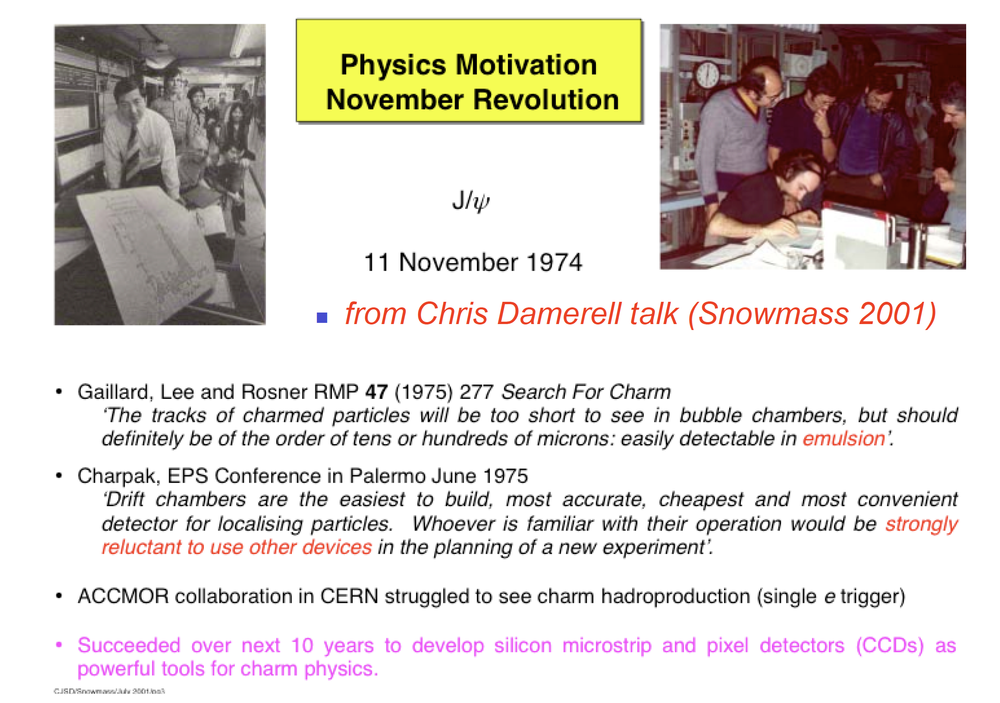 Physics Motivation
November Revolution
J/ψ
11 November 1974
▪ from Chris Damerell talk (Snowmass 2001)
• Gaillard, Lee and Rosner RMP 47 (1975) 277 Search For Charm
‘The tracks of charmed particles will be too short to see in bubble chambers, but should
definitely be of the order of tens or hundreds of microns: easily detectable in emulsion’.
• Charpak, EPS Conference in Palermo June 1975
‘Drift chambers are the easiest to build, most accurate, cheapest and most convenient
detector for localising particles. Whoever is familiar with their operation would be strongly
reluctant to use other devices in the planning of a new experiment’.
• ACCMOR collaboration in CERN struggled to see charm hadroproduction (single e trigger)
• Succeeded over next 10 years to develop silicon microstrip and pixel detectors (CCDs) as
powerful tools for charm physics.
CJSD/Snowmass/July 2001/pg3